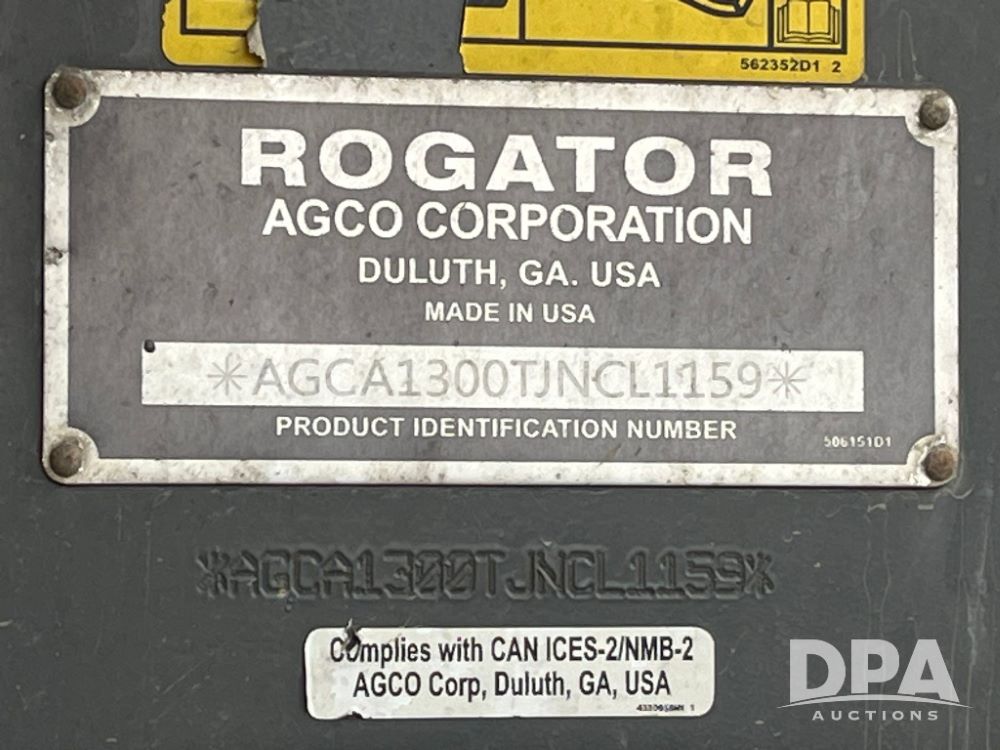 562352D1 2
ROGATOR
AGCO CORPORATION
DULUTH, GA. USA
MADE IN USA
*AGCA1300TJNCL1159*
PRODUCT IDENTIFICATION NUMBER
506151D1
*AGCA1300TJNCL1159*
Complies with CAN ICES-2/NMB-2
AGCO Corp, Duluth, GA, USA
DPA
AUCTIONS